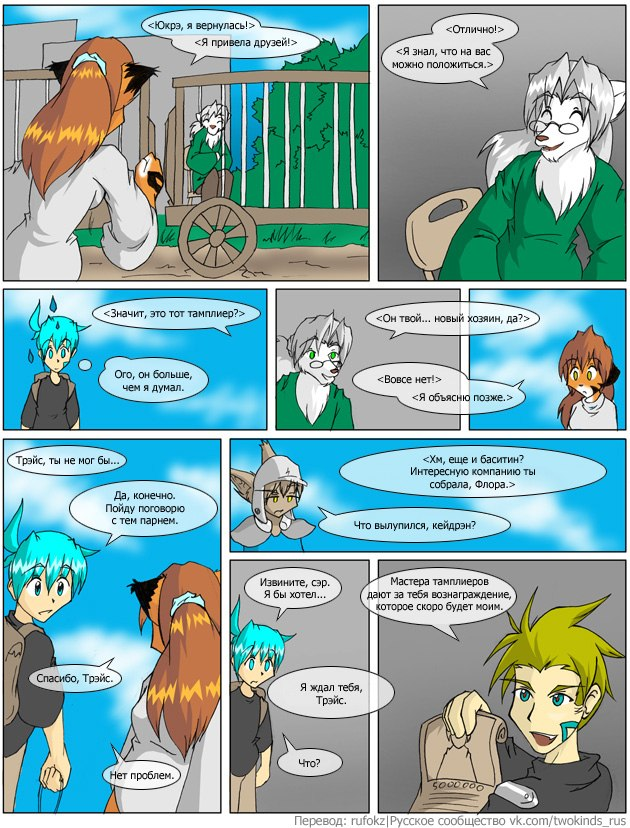 <Юкрэ, я вернулась!>
<Я привела друзей!>
<Отлично!>
<Я знал, что на вас
можно положиться.>
<Значит, это тот тамплиер?>
Ого, он больше,
чем я думал.
<Он твой... новый хозяин, да?>
<Вовсе нет!>
<Я объясню позже.>
Трэйс, ты не мог бы...
Да, конечно.
Пойду поговорю
с тем парнем.
Спасибо, Трэйс.
Нет проблем.
<Хм, еще и баситин?
Интересную компанию ты
собрала, Флора.>
Что вылупился, кейдрэн?
Извините, сэр.
Я бы хотел...
Я ждал тебя,
Трэйс.
Что?
Мастера тамплиеров
дают за тебя вознаграждение,
которое скоро будет моим.
Перевод: rufokz|Русское сообщество vk.com/twokinds_rus